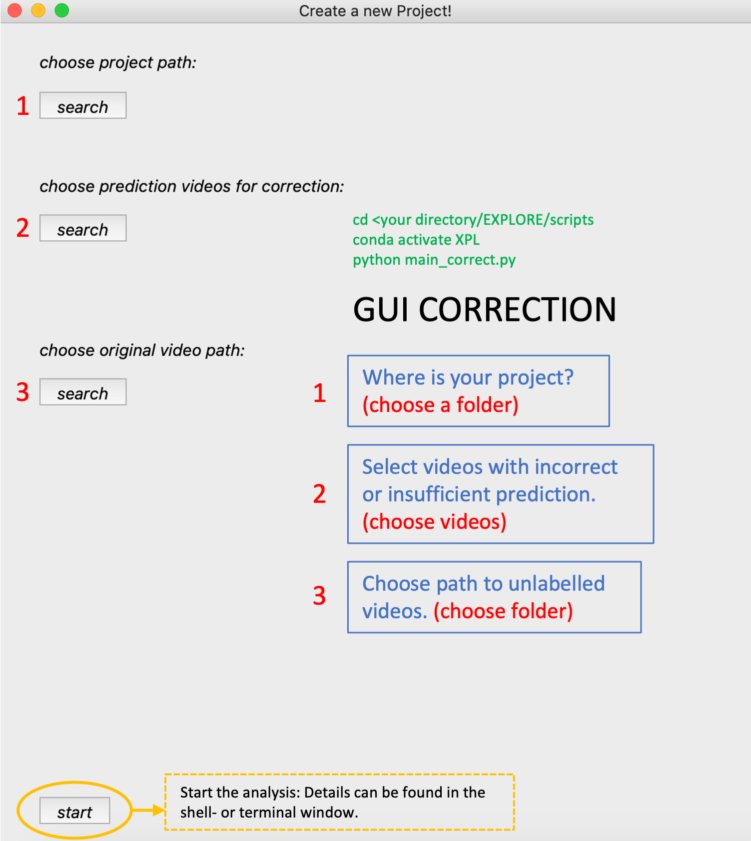 Create a new Project!
choose project path:
1 search
choose prediction videos for correction:
2 search
cd <your directory/EXPLORE/scripts
conda activate XPL
python main_correct.py
GUI CORRECTION
choose original video path:
3 search
1 Where is your project?
(choose a folder)
2 Select videos with incorrect
or insufficient prediction.
(choose videos)
3 Choose path to unlabelled
videos. (choose folder)
start
Start the analysis: Details can be found in the
shell- or terminal window.